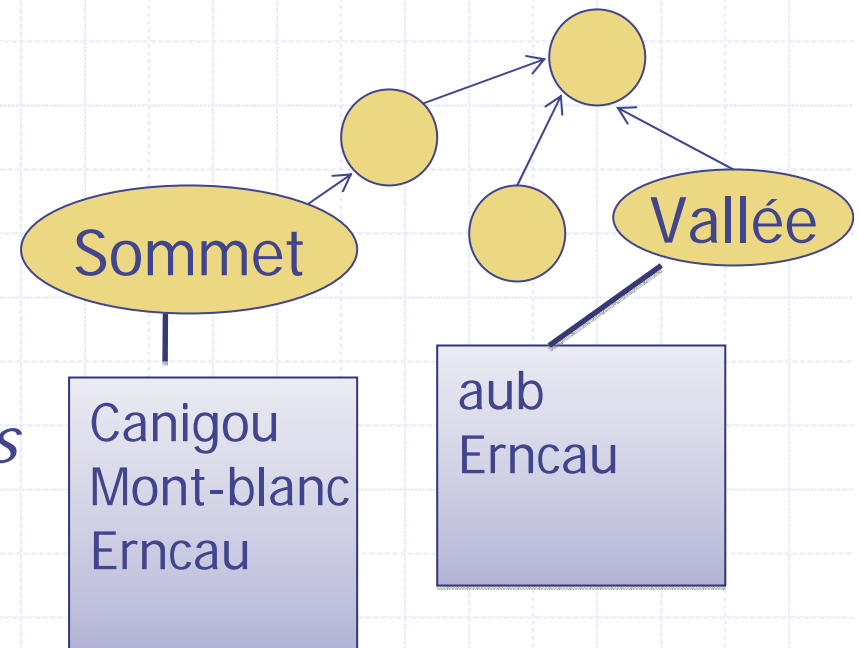 Sommet
Vallée
s
Canigou
Mont-blanc
Erncau
aub
Erncau